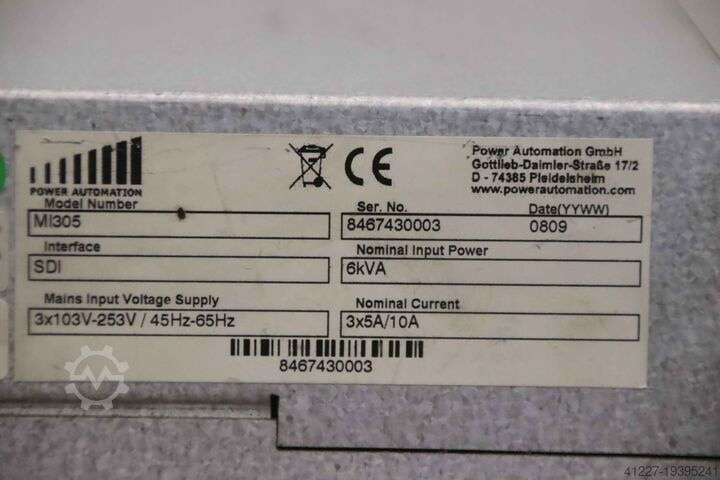 POWER AUTOMATION
Power Automation GmbH
Gottlieb-Daimler-Straße 17/2
D - 74385 Pleidelsheim
www.powerautomation.com
Model Number
MI305
Ser. No.
Date(YYWW)
8467430003
0809
Interface
SDI
Nominal Input Power
6kVA
Mains Input Voltage Supply
3x103V-253V / 45Hz-65Hz
Nominal Current
3x5A/10A
8467430003
41227-19395241